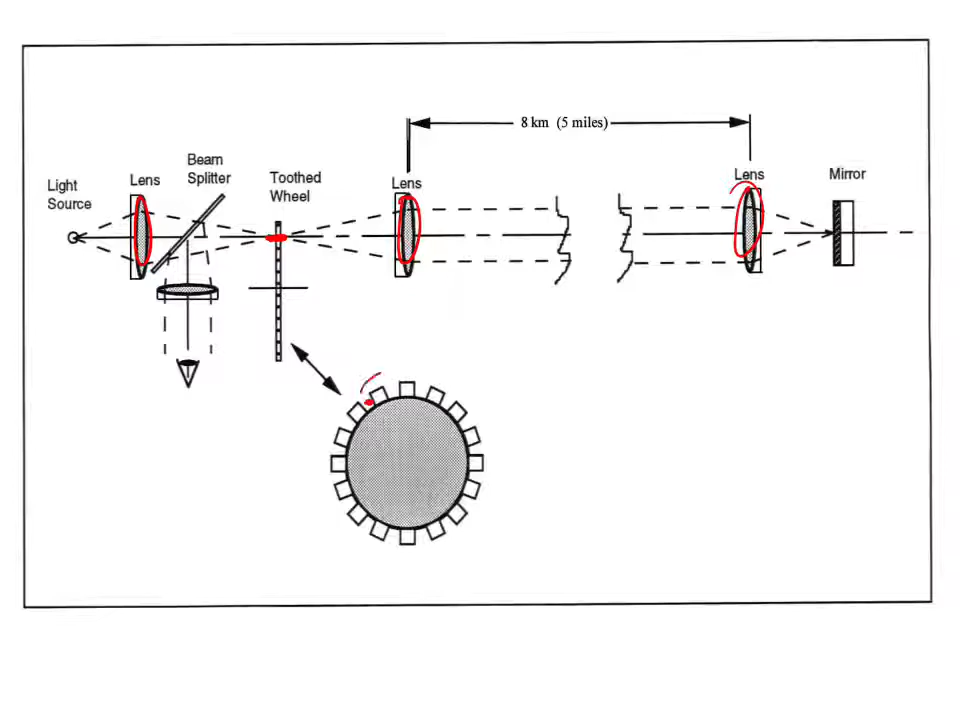 8 km (5 miles)
Beam
Splitter
Light
Source
Lens
Toothed
Wheel
Lens
Lens
Mirror